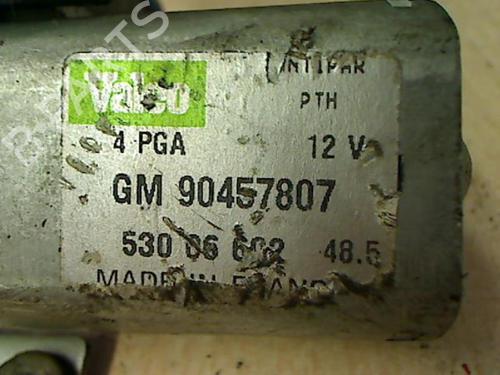 Valeo ANTIPAR
PTH
4 PGA 12 V
GM 90457807
530 06 602 48.5
MADE IN FRANCE